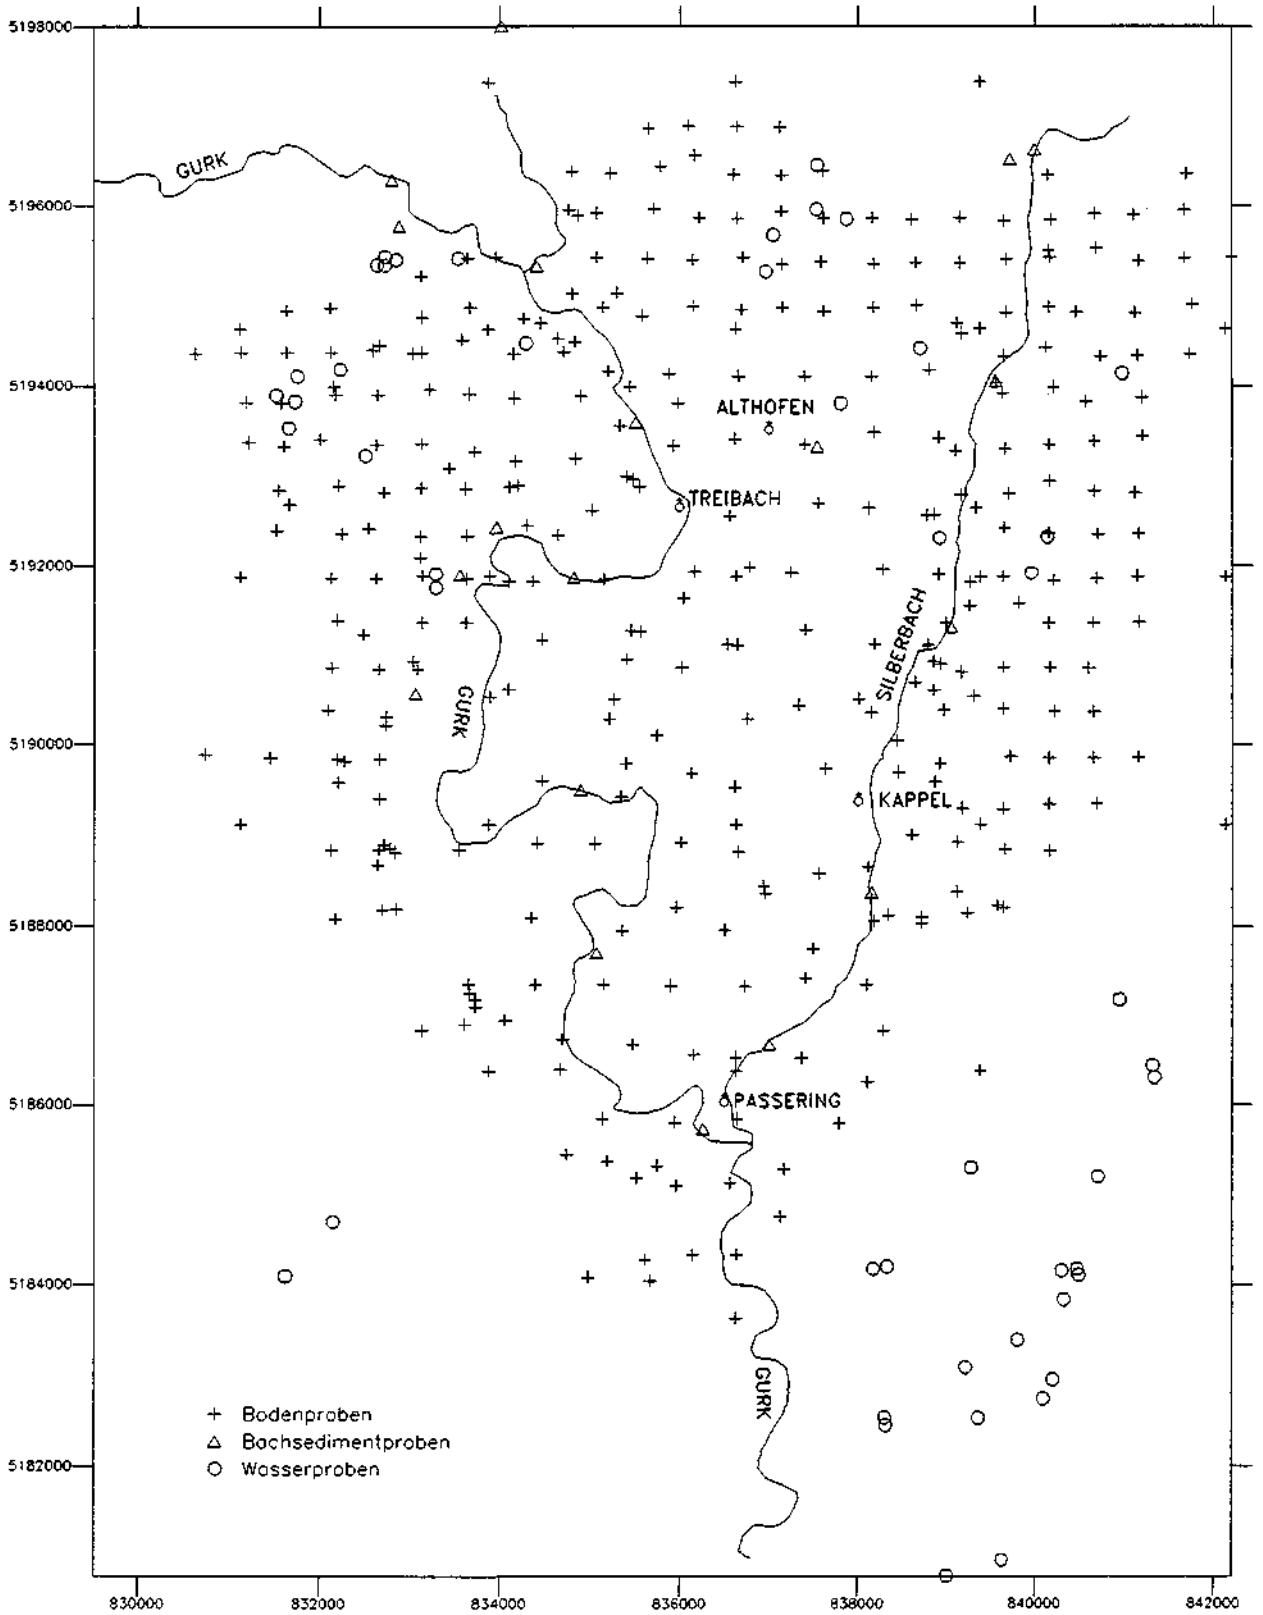 5198000
GURK
5196000
5194000
ALTHOFEN
TREIBACH
5192000
SILBERBACH
GURK
5190000
KAPPEL
5188000
5186000
PASSERING
5184000
GURK
Bodenproben
Bachsedimentproben
Wasserproben
5182000
830000 832000 834000 836000 838000 840000 842000